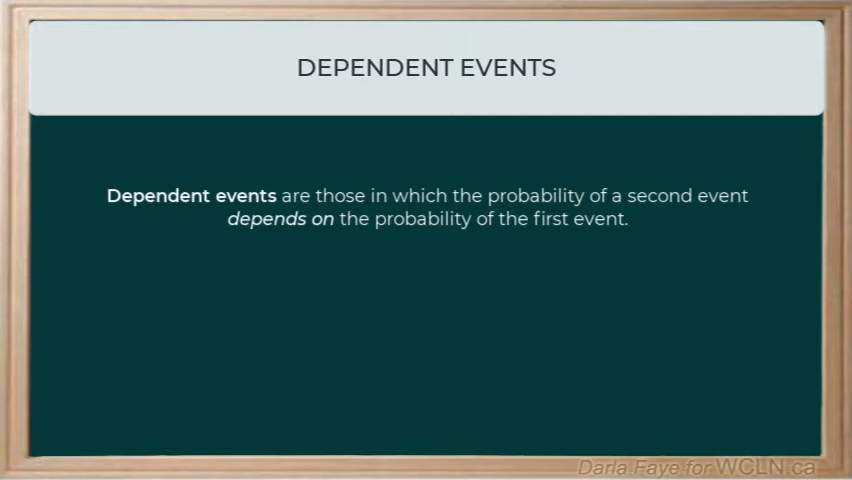 DEPENDENT EVENTS
Dependent events are those in which the probability of a second event
depends on the probability of the first event.
Darla Faye for WCLN.ca